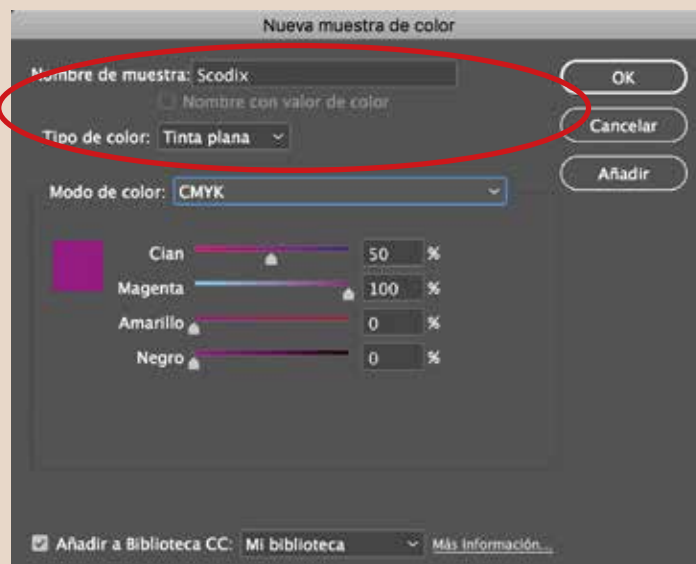 Nueva muestra de color
Nombre de muestra: Scodix
Nombre con valor de color
Tipo de color: Tinta plana
OK
Cancelar
Añadir
Modo de color: CMYK
Cian 50 %
Magenta 100 %
Amarillo 0 %
Negro 0 %
Añadir a Biblioteca CC: Mi biblioteca Más información...